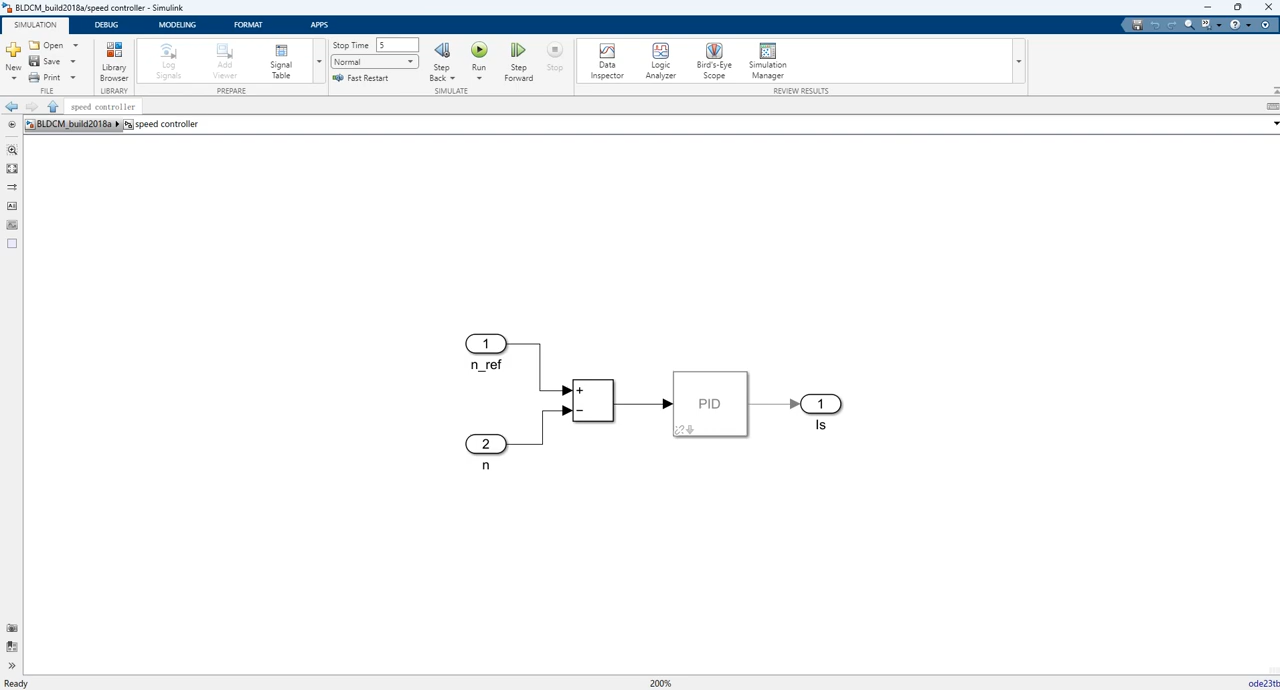 BLDCM_build2018a/speed controller - Simulink
SIMULATION DEBUG MODELING FORMAT APPS
New
Open
Save
Print
FILE
Library Browser
LIBRARY
Log Signals
Add Viewer
Signal Table
PREPARE
Stop Time 5
Normal
Fast Restart
Step Back
Run
Step Forward
Stop
SIMULATE
Data Inspector
Logic Analyzer
Bird's-Eye Scope
Simulation Manager
REVIEW RESULTS
speed controller
BLDCM_build2018a speed controller
1
n_ref
+
−
2
n
PID
1
Is
Ready
200%
ode23tb